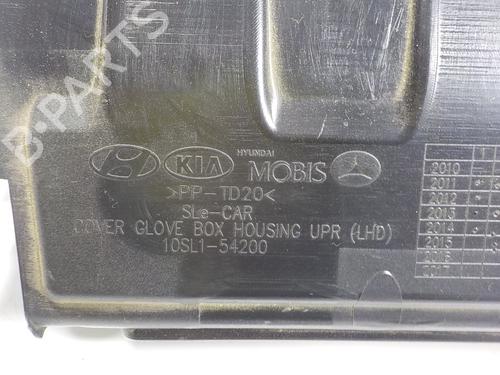 B-PARTS
KIA
HYUNDAI
MOBIS
>PP-TD20<
SLe-CAR
COVER GLOVE BOX HOUSING UPR (LHD)
10SL1-54200
2010
2011
2012
2013
2014
2015
2016
2017